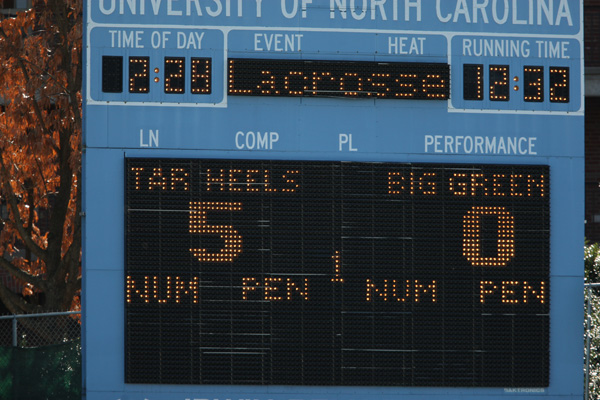 UNIVERSITY OF NORTH CAROLINA
TIME OF DAY EVENT HEAT RUNNING TIME
2:24 Lacrosse 12:32
LN COMP PL PERFORMANCE
TAR HEELS BIG GREEN
5 0
1
NUM PEN NUM PEN